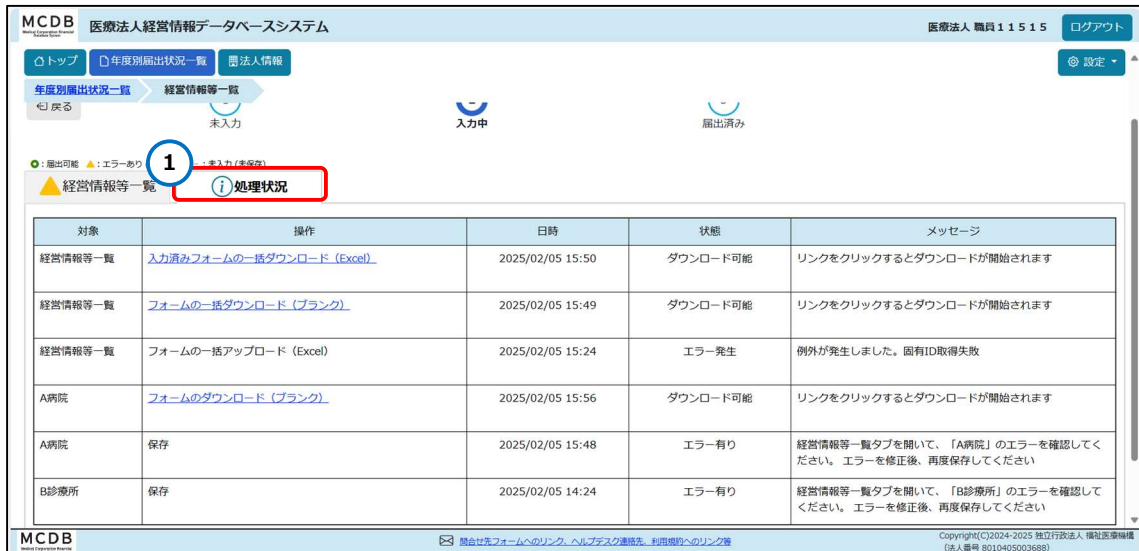 MCDB
Medical Corporation Financial
Database System
医療法人経営情報データベースシステム
医療法人 職員11515
ログアウト
トップ
年度別届出状況一覧
法人情報
設定
年度別届出状況一覧
経営情報等一覧
戻る
未入力
入力中
届出済み
:届出可能
:エラーあり
:未入力(未保存)
1
経営情報等一覧
処理状況
対象 操作 日時 状態 メッセージ
経営情報等一覧 入力済みフォームの一括ダウンロード(Excel) 2025/02/05 15:50 ダウンロード可能 リンクをクリックするとダウンロードが開始されます
経営情報等一覧 フォームの一括ダウンロード(ブランク) 2025/02/05 15:49 ダウンロード可能 リンクをクリックするとダウンロードが開始されます
経営情報等一覧 フォームの一括アップロード(Excel) 2025/02/05 15:24 エラー発生 例外が発生しました。固有ID取得失敗
A病院 フォームのダウンロード(ブランク) 2025/02/05 15:56 ダウンロード可能 リンクをクリックするとダウンロードが開始されます
A病院 保存 2025/02/05 15:48 エラー有り 経営情報等一覧タブを開いて、「A病院」のエラーを確認してく
ださい。 エラーを修正後、再度保存してください
B診療所 保存 2025/02/05 14:24 エラー有り 経営情報等一覧タブを開いて、「B診療所」のエラーを確認して
ください。 エラーを修正後、再度保存してください
MCDB
Medical Corporation Financial
問合せ先フォームへのリンク、ヘルプデスク連絡先、利用規約へのリンク等
Copyright(C)2024-2025 独立行政法人 福祉医療機構
(法人番号 8010405003688)